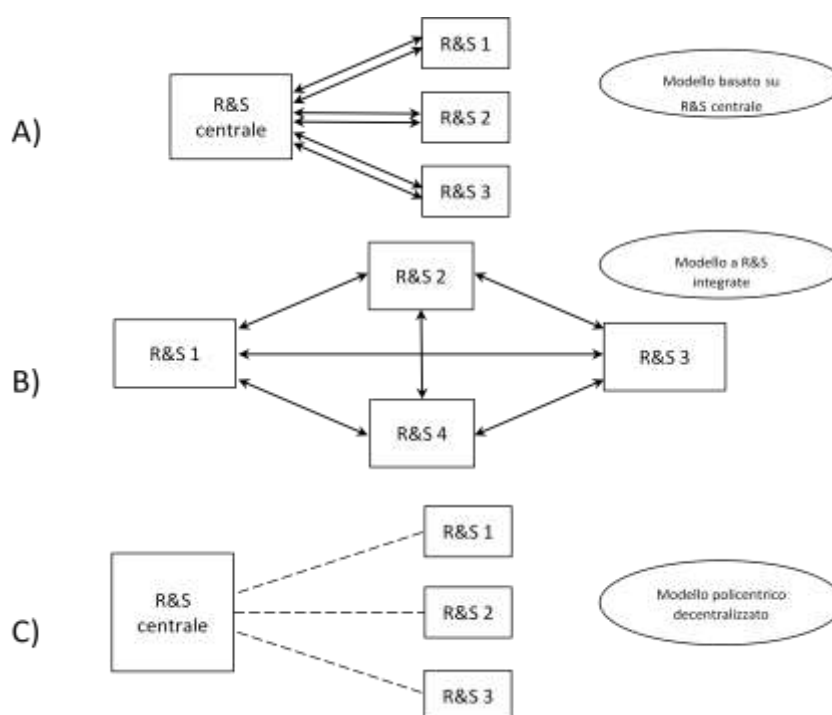 A)
R&S
centrale
R&S 1
R&S 2
R&S 3
Modello basato su
R&S centrale
B)
R&S 1
R&S 2
R&S 3
R&S 4
Modello a R&S
integrate
C)
R&S
centrale
R&S 1
R&S 2
R&S 3
Modello policentrico
decentralizzato